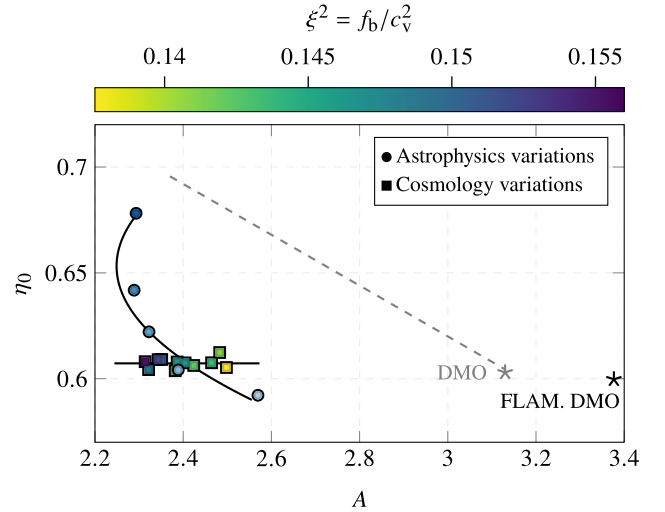 ξ² = f_b/c_v²
0.14 0.145 0.15 0.155
Astrophysics variations
Cosmology variations
0.7
0.65
0.6
η₀
DMO
FLAM. DMO
2.2 2.4 2.6 2.8 3 3.2 3.4
A